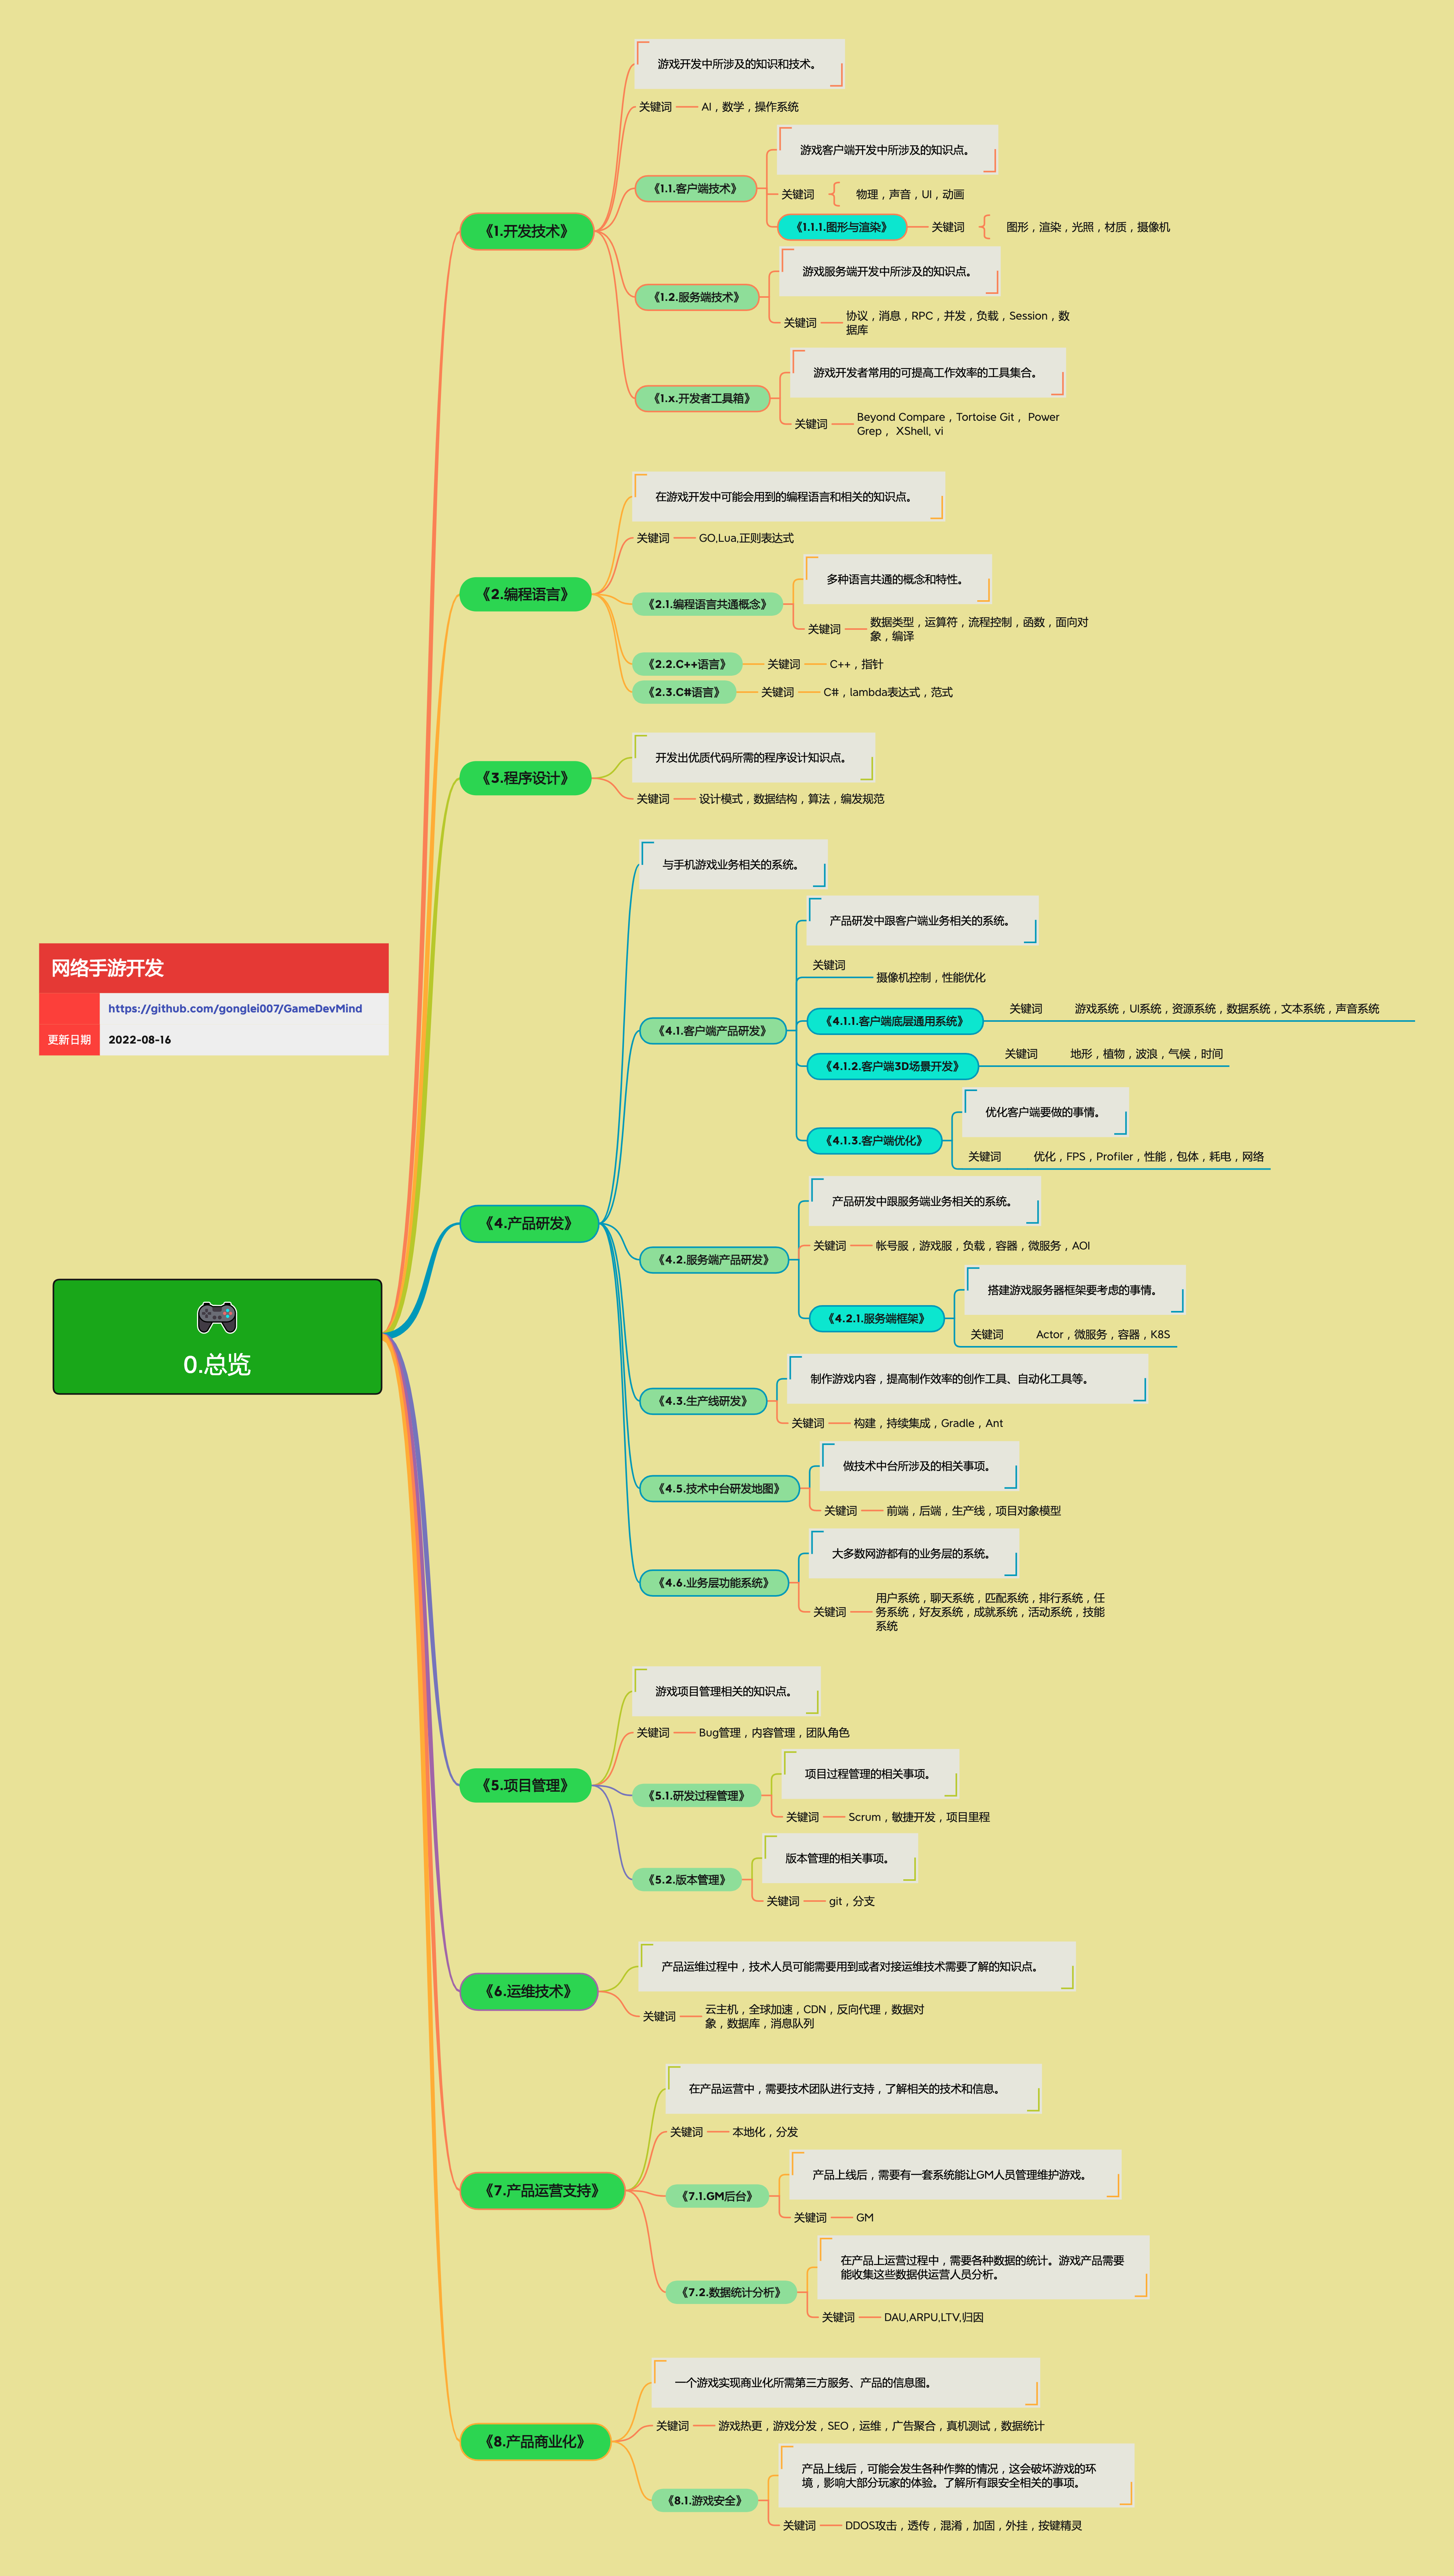 网络手游开发
https://github.com/gonglei007/GameDevMind
更新日期 2022-08-16
0.总览
《1.开发技术》
游戏开发中所涉及的知识和技术。
关键词 AI，数学，操作系统
《1.1.客户端技术》
游戏客户端开发中所涉及的知识点。
关键词 物理，声音，UI，动画
《1.1.1.图形与渲染》 关键词 图形，渲染，光照，材质，摄像机
《1.2.服务端技术》
游戏服务端开发中所涉及的知识点。
关键词 协议，消息，RPC，并发，负载，Session，数
据库
《1.x.开发者工具箱》
游戏开发者常用的可提高工作效率的工具集合。
关键词 Beyond Compare，Tortoise Git， Power
Grep， XShell, vi
《2.编程语言》
在游戏开发中可能会用到的编程语言和相关的知识点。
关键词 GO,Lua,正则表达式
《2.1.编程语言共通概念》
多种语言共通的概念和特性。
关键词 数据类型，运算符，流程控制，函数，面向对
象，编译
《2.2.C++语言》 关键词 C++，指针
《2.3.C#语言》 关键词 C#，lambda表达式，范式
《3.程序设计》
开发出优质代码所需的程序设计知识点。
关键词 设计模式，数据结构，算法，编发规范
《4.产品研发》
与手机游戏业务相关的系统。
《4.1.客户端产品研发》
产品研发中跟客户端业务相关的系统。
关键词 摄像机控制，性能优化
《4.1.1.客户端底层通用系统》 关键词 游戏系统，UI系统，资源系统，数据系统，文本系统，声音系统
《4.1.2.客户端3D场景开发》 关键词 地形，植物，波浪，气候，时间
《4.1.3.客户端优化》
优化客户端要做的事情。
关键词 优化，FPS，Profiler，性能，包体，耗电，网络
《4.2.服务端产品研发》
产品研发中跟服务端业务相关的系统。
关键词 帐号服，游戏服，负载，容器，微服务，AOI
《4.2.1.服务端框架》
搭建游戏服务器框架要考虑的事情。
关键词 Actor，微服务，容器，K8S
《4.3.生产线研发》
制作游戏内容，提高制作效率的创作工具、自动化工具等。
关键词 构建，持续集成，Gradle，Ant
《4.5.技术中台研发地图》
做技术中台所涉及的相关事项。
关键词 前端，后端，生产线，项目对象模型
《4.6.业务层功能系统》
大多数网游都有的业务层的系统。
关键词 用户系统，聊天系统，匹配系统，排行系统，任
务系统，好友系统，成就系统，活动系统，技能
系统
《5.项目管理》
游戏项目管理相关的知识点。
关键词 Bug管理，内容管理，团队角色
《5.1.研发过程管理》
项目过程管理的相关事项。
关键词 Scrum，敏捷开发，项目里程
《5.2.版本管理》
版本管理的相关事项。
关键词 git，分支
《6.运维技术》
产品运维过程中，技术人员可能需要用到或者对接运维技术需要了解的知识点。
关键词 云主机，全球加速，CDN，反向代理，数据对
象，数据库，消息队列
《7.产品运营支持》
在产品运营中，需要技术团队进行支持，了解相关的技术和信息。
关键词 本地化，分发
《7.1.GM后台》
产品上线后，需要有一套系统能让GM人员管理维护游戏。
关键词 GM
《7.2.数据统计分析》
在产品上运营过程中，需要各种数据的统计。游戏产品需要
能收集这些数据供运营人员分析。
关键词 DAU,ARPU,LTV,归因
《8.产品商业化》
一个游戏实现商业化所需第三方服务、产品的信息图。
关键词 游戏热更，游戏分发，SEO，运维，广告聚合，真机测试，数据统计
《8.1.游戏安全》
产品上线后，可能会发生各种作弊的情况，这会破坏游戏的环
境，影响大部分玩家的体验。了解所有跟安全相关的事项。
关键词 DDOS攻击，透传，混淆，加固，外挂，按键精灵